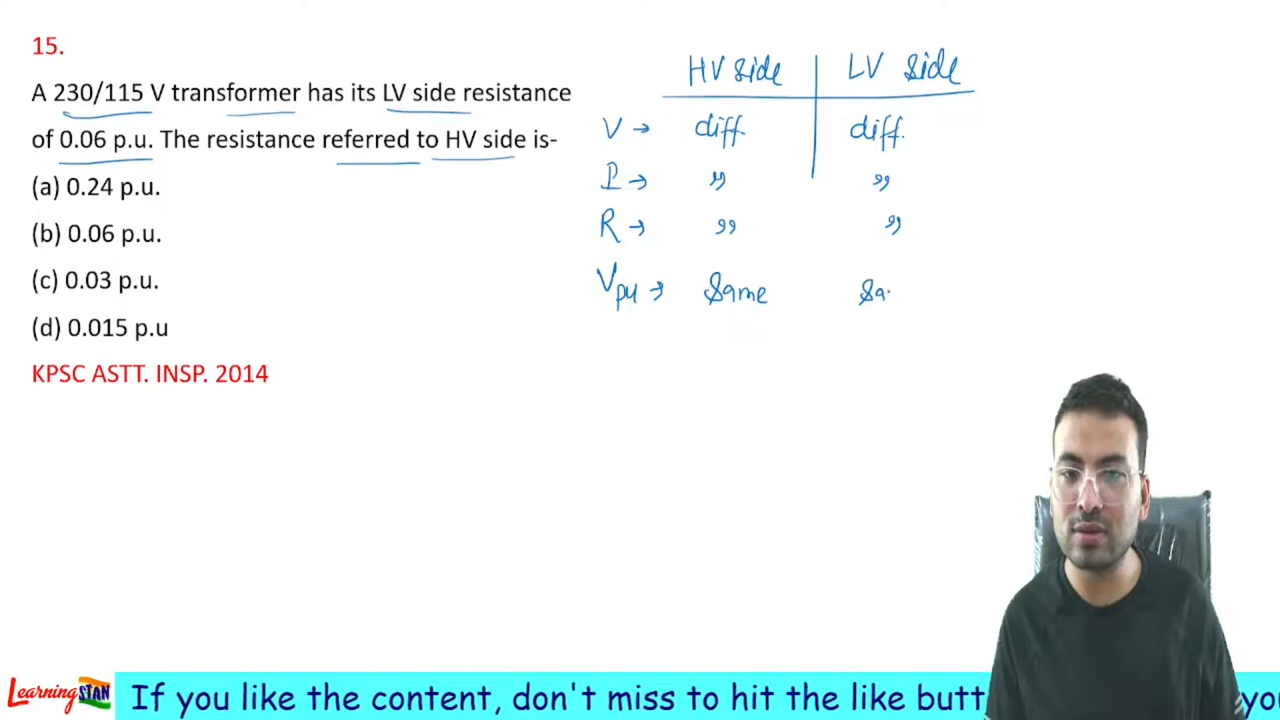 15.
A 230/115 V transformer has its LV side resistance
of 0.06 p.u. The resistance referred to HV side is-
(a) 0.24 p.u.
(b) 0.06 p.u.
(c) 0.03 p.u.
(d) 0.015 p.u
KPSC ASTT. INSP. 2014
HV side LV side
V → diff. diff.
I → " "
R → " "
Vpu → Same Sa
LearningSTAN
If you like the content, don't miss to hit the like butt